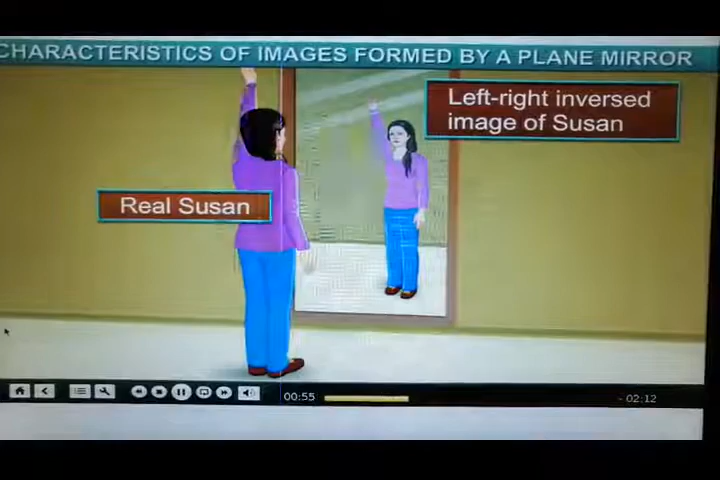 CHARACTERISTICS OF IMAGES FORMED BY A PLANE MIRROR
Left-right inversed
image of Susan
Real Susan
00:55
- 02:12